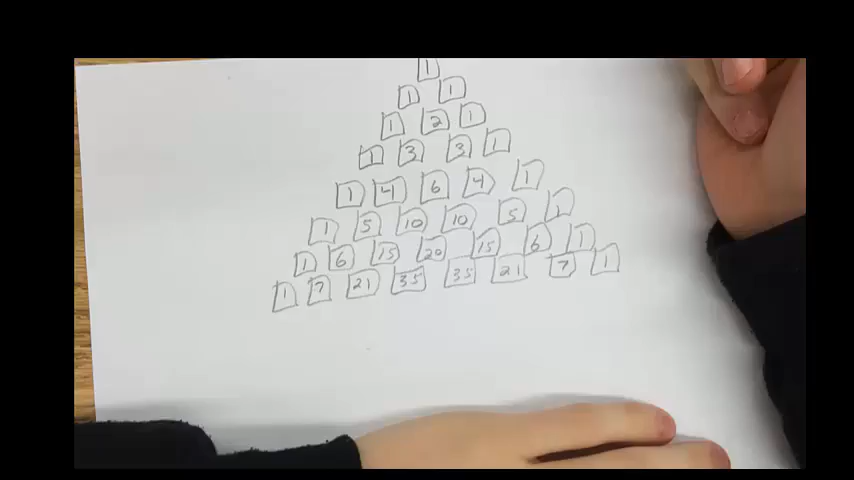 1
1 1
1 2 1
1 3 3 1
1 4 6 4 1
1 5 10 10 5 1
1 6 15 20 15 6 1
1 7 21 35 35 21 7 1